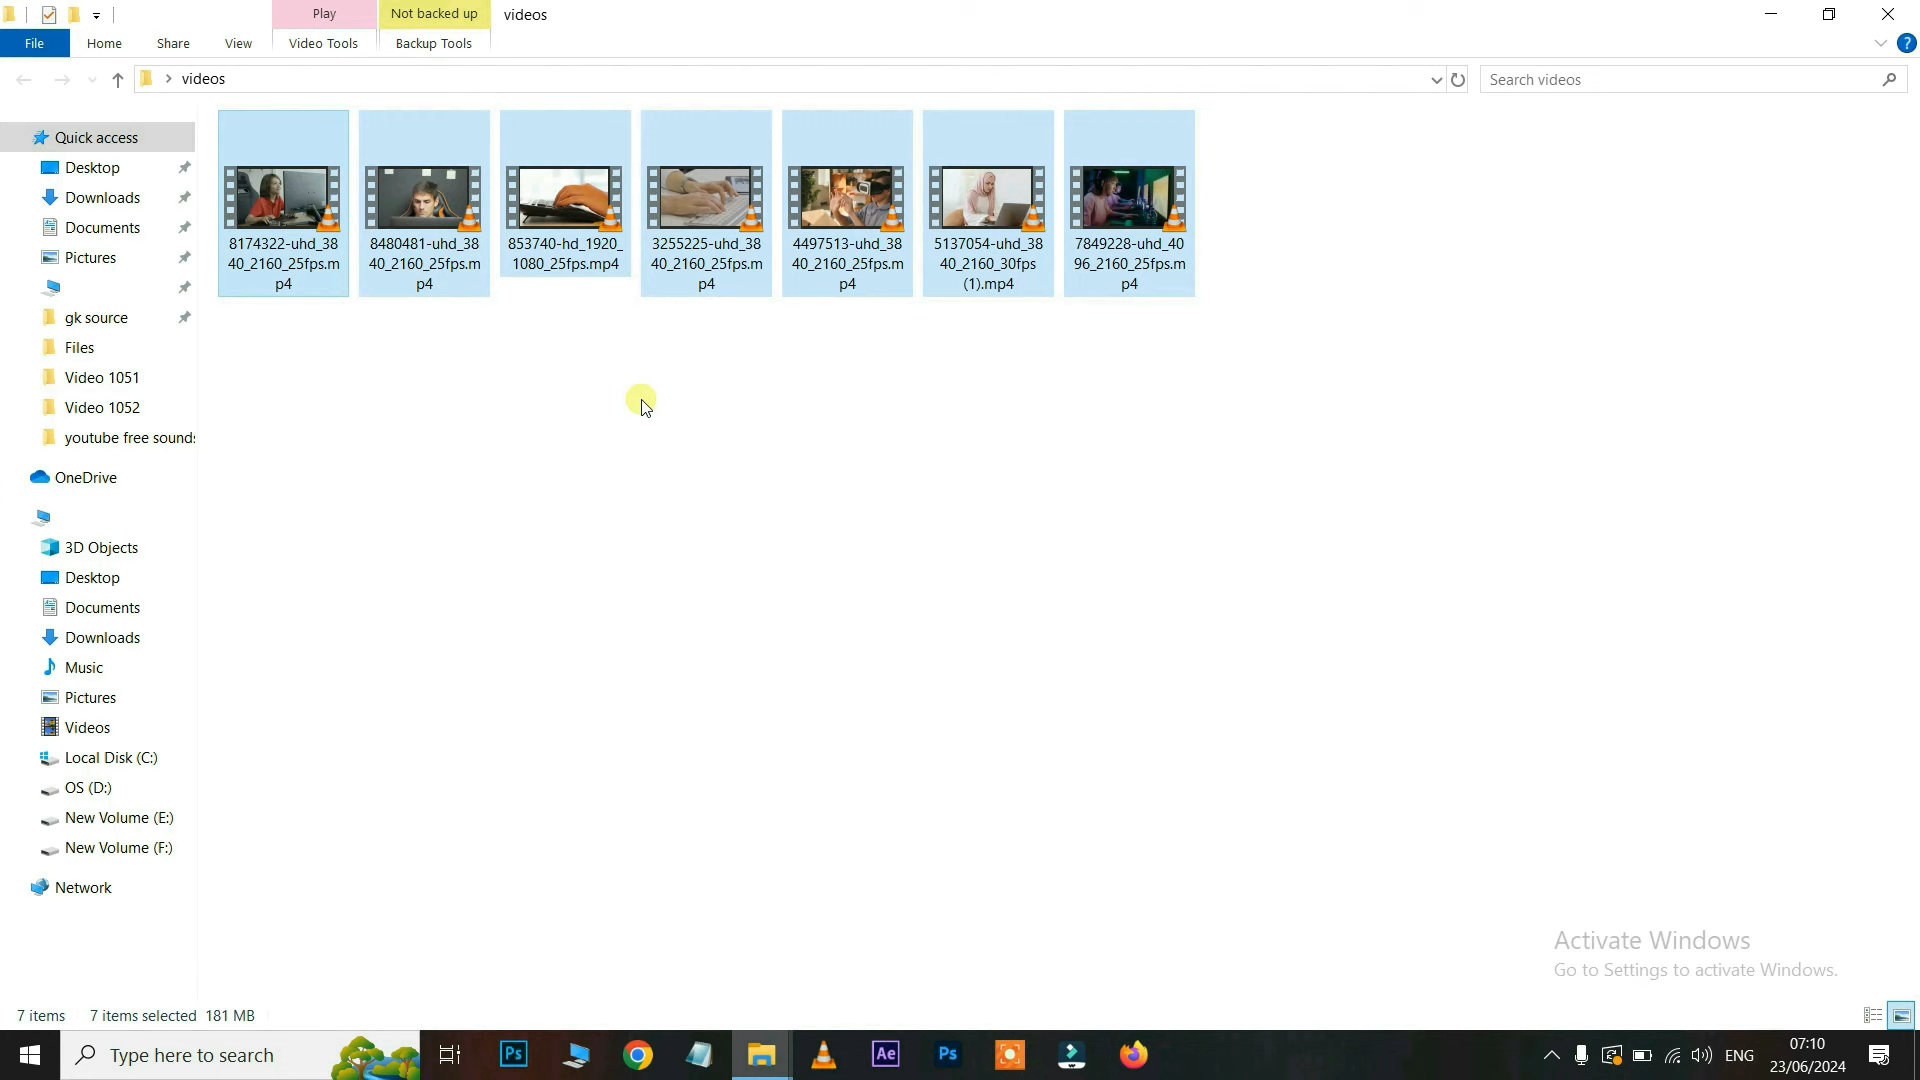 Play
Not backed up
videos
File
Home
Share
View
Video Tools
Backup Tools
?
videos
Search videos
Quick access
Desktop
Downloads
Documents
Pictures
gk source
Files
Video 1051
Video 1052
youtube free sounds
OneDrive
3D Objects
Desktop
Documents
Downloads
Music
Pictures
Videos
Local Disk (C:)
OS (D:)
New Volume (E:)
New Volume (F:)
Network
8174322-uhd_38
40_2160_25fps.m
p4
8480481-uhd_38
40_2160_25fps.m
p4
853740-hd_1920_
1080_25fps.mp4
3255225-uhd_38
40_2160_25fps.m
p4
4497513-uhd_38
40_2160_25fps.m
p4
5137054-uhd_38
40_2160_30fps
(1).mp4
7849228-uhd_40
96_2160_25fps.m
p4
Activate Windows
Go to Settings to activate Windows.
7 items
7 items selected 181 MB
Type here to search
Ps
Ae
Ps
ENG
07:10
23/06/2024